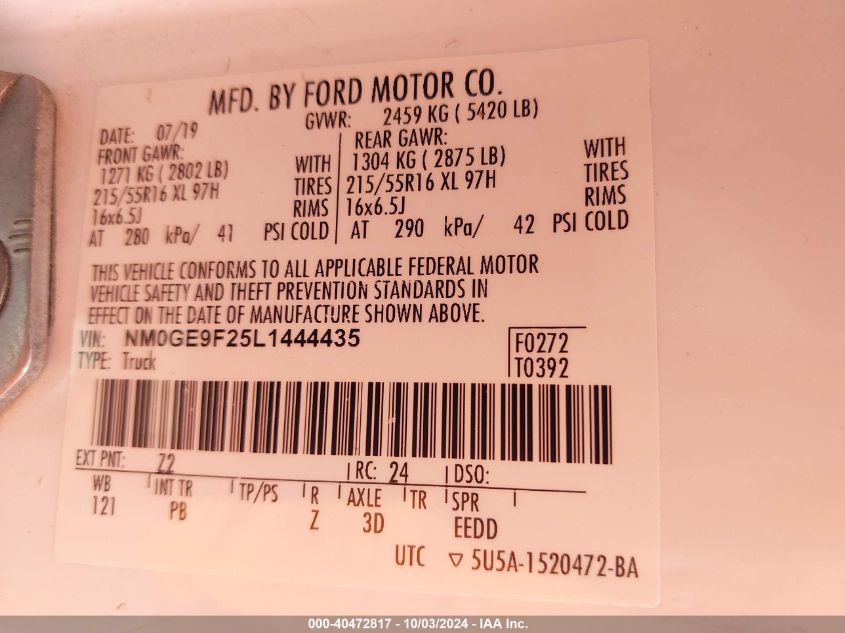 MFD. BY FORD MOTOR CO.
DATE: 07/19 GVWR: 2459 KG ( 5420 LB)
FRONT GAWR: REAR GAWR:
1271 KG ( 2802 LB) WITH 1304 KG ( 2875 LB) WITH
215/55R16 XL 97H TIRES 215/55R16 XL 97H TIRES
16x6.5J RIMS 16x6.5J RIMS
AT 280 kPa/ 41 PSI COLD AT 290 kPa/ 42 PSI COLD
THIS VEHICLE CONFORMS TO ALL APPLICABLE FEDERAL MOTOR
VEHICLE SAFETY AND THEFT PREVENTION STANDARDS IN
EFFECT ON THE DATE OF MANUFACTURE SHOWN ABOVE.
VIN: NM0GE9F25L1444435 F0272
TYPE: Truck T0392
EXT PNT: Z2 RC: 24 DSO:
WB INT TR TP/PS R AXLE TR SPR
121 PB Z 3D EEDD
UTC ▽ 5U5A-1520472-BA
000-40472817 - 10/03/2024 - IAA Inc.